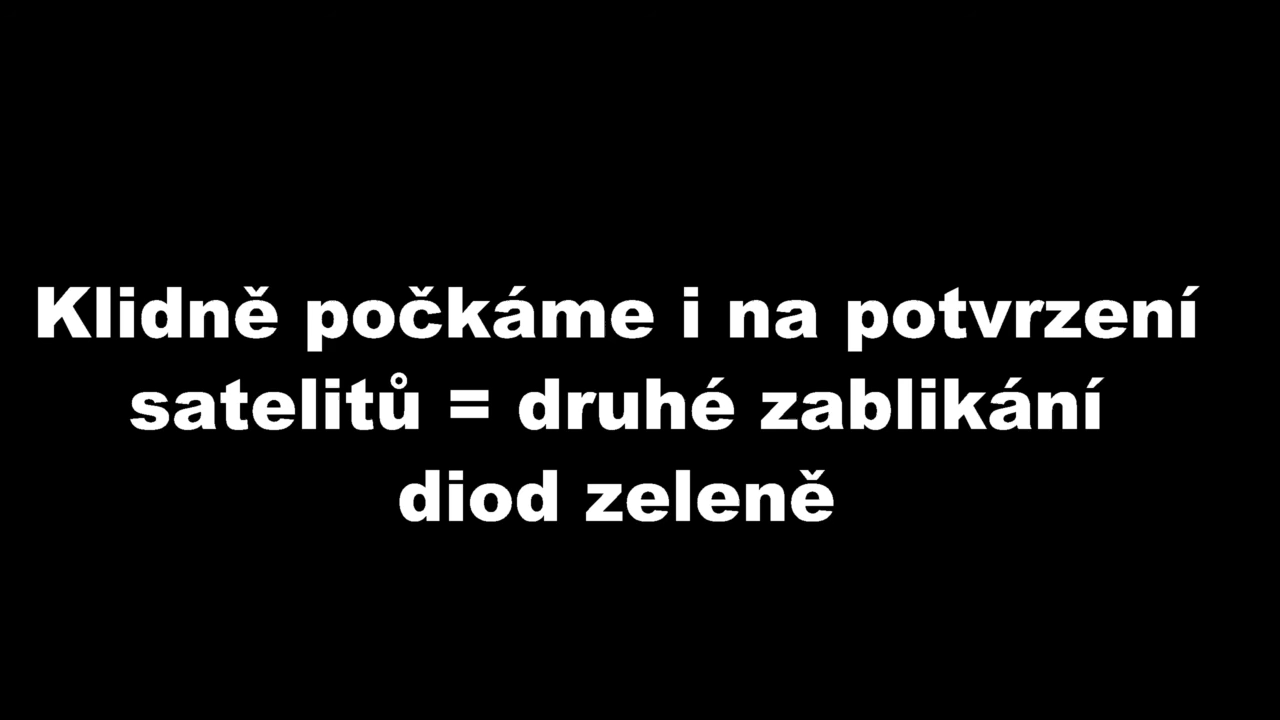 Klidně počkáme i na potvrzení
satelitů = druhé zablikání
diod zeleně